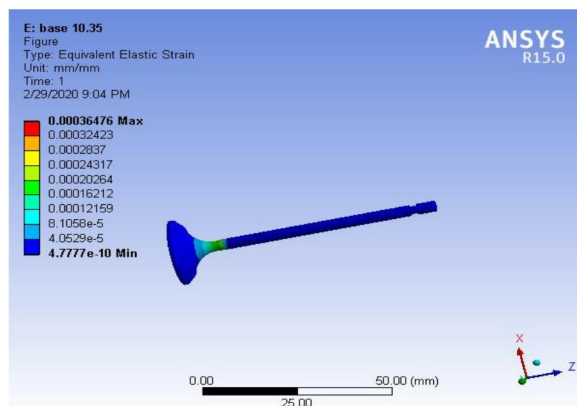 E: base 10.35
Figure
Type: Equivalent Elastic Strain
Unit: mm/mm
Time: 1
2/29/2020 9:04 PM
ANSYS
R15.0
0.00036476 Max
0.00032423
0.0002837
0.00024317
0.00020264
0.00016212
0.00012159
8.1058e-5
4.0529e-5
4.7777e-10 Min
X
Z
0.00
50.00 (mm)
25.00